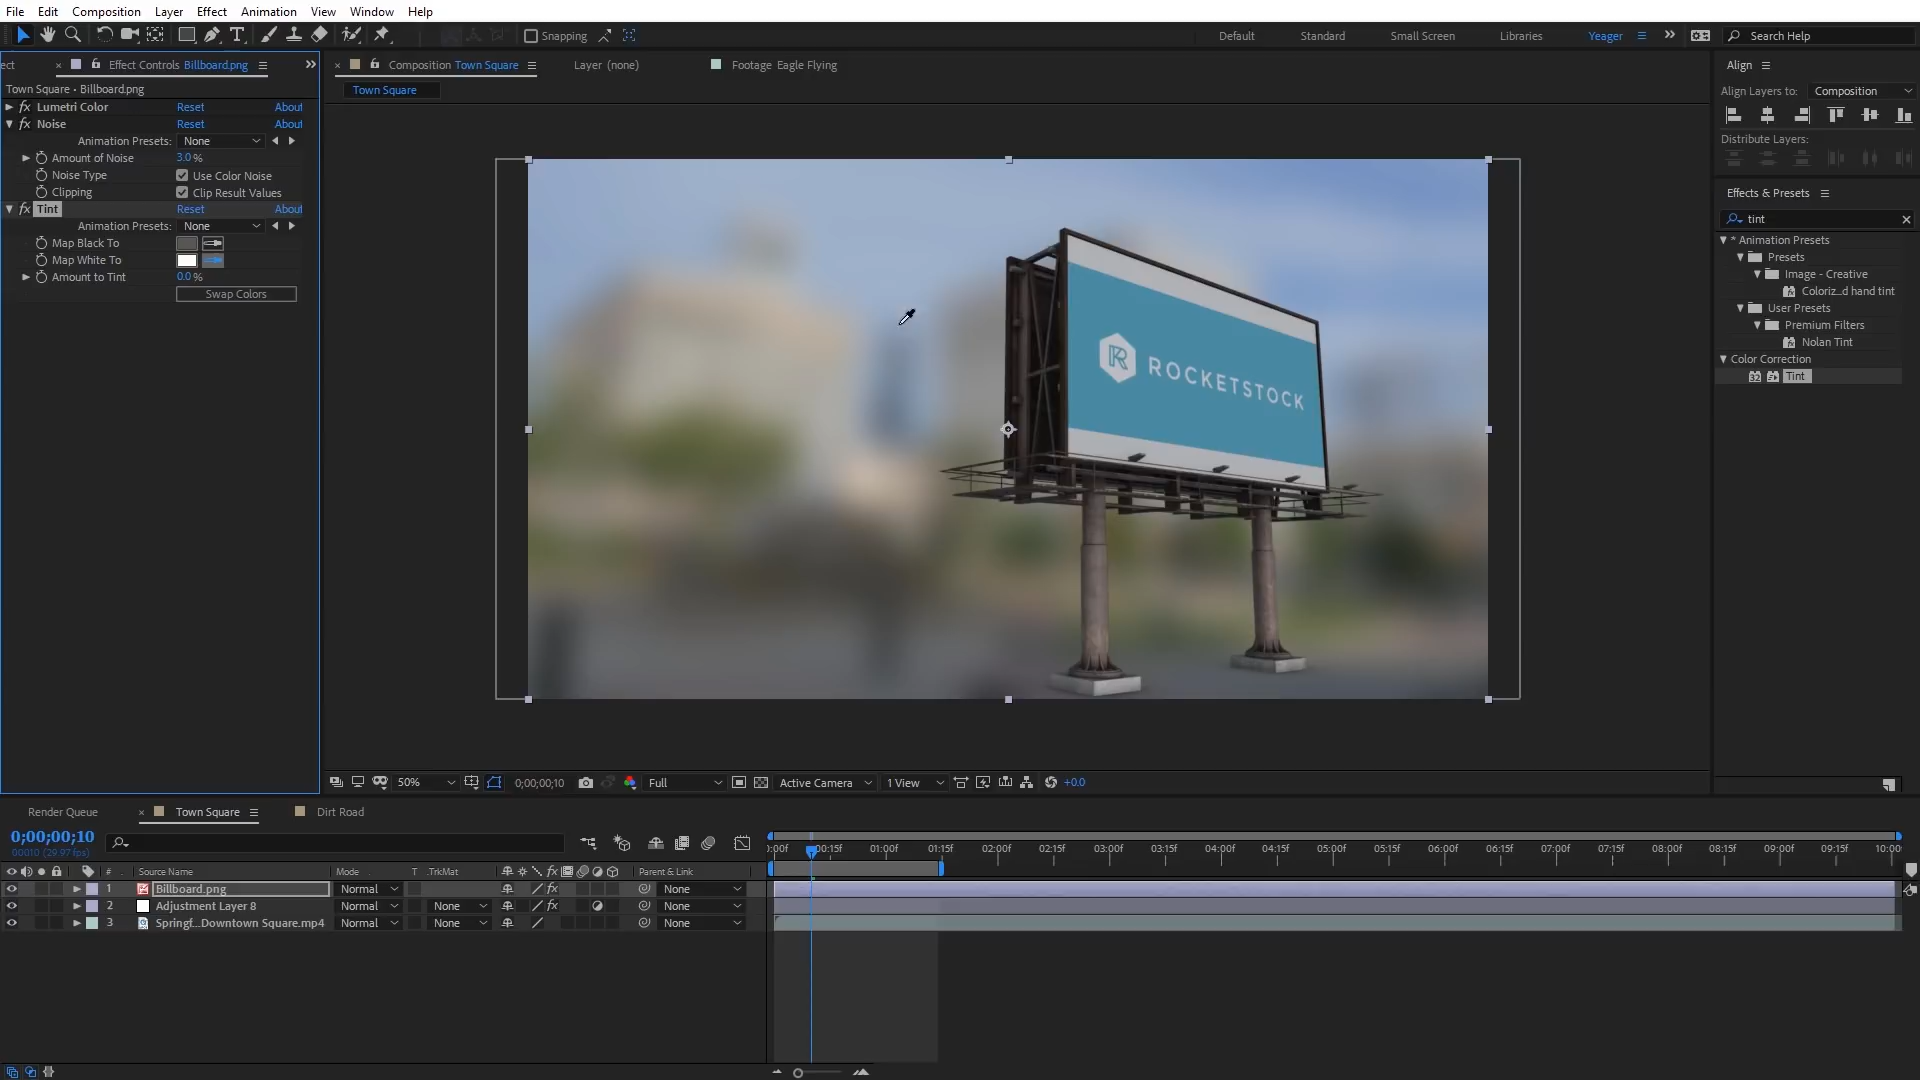 File Edit Composition Layer Effect Animation View Window Help
Snapping
Default Standard Small Screen Libraries Yeager Search Help
ect Effect Controls Billboard.png
Town Square • Billboard.png
Lumetri Color Reset About
Noise Reset About
Animation Presets: None
Amount of Noise 3.0 %
Noise Type Use Color Noise
Clipping Clip Result Values
Tint Reset About
Animation Presets: None
Map Black To
Map White To
Amount to Tint 0.0 %
Swap Colors
Composition Town Square Layer (none) Footage Eagle Flying
Town Square
ROCKETSTOCK
50% 0;00;00;10 Full Active Camera 1 View +0.0
Align
Align Layers to: Composition
Distribute Layers:
Effects & Presets
tint
* Animation Presets
Presets
Image - Creative
Coloriz...d hand tint
User Presets
Premium Filters
Nolan Tint
Color Correction
32 Tint
Render Queue Town Square Dirt Road
0;00;00;10
00010 (29.97 fps)
):00f 00:15f 01:00f 01:15f 02:00f 02:15f 03:00f 03:15f 04:00f 04:15f 05:00f 05:15f 06:00f 06:15f 07:00f 07:15f 08:00f 08:15f 09:00f 09:15f 10:00
# Source Name Mode T .TrkMat Parent & Link
1 Billboard.png Normal None
2 Adjustment Layer 8 Normal None None
3 Springf...Downtown Square.mp4 Normal None None